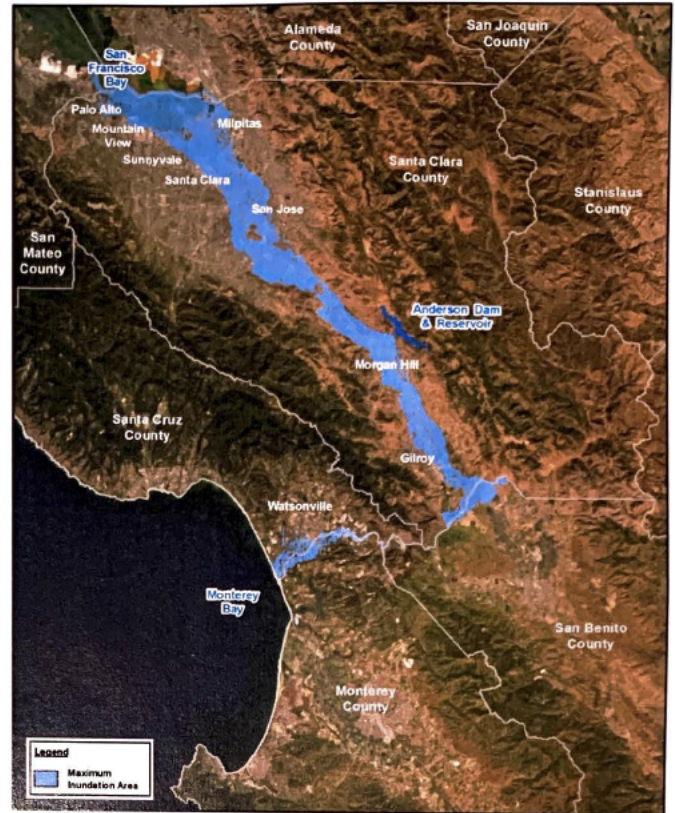 Alameda
County
San Joaquin
County
San
Francisco
Bay
Palo Alto
Mountain
View
Milpitas
Sunnyvale
Santa Clara
Santa Clara
County
San Jose
Stanislaus
County
San
Mateo
County
Anderson Dam
& Reservoir
Morgan Hill
Santa Cruz
County
Gilroy
Watsonville
Monterey
Bay
San Benito
County
Monterey
County
Legend
Maximum
Inundation Area